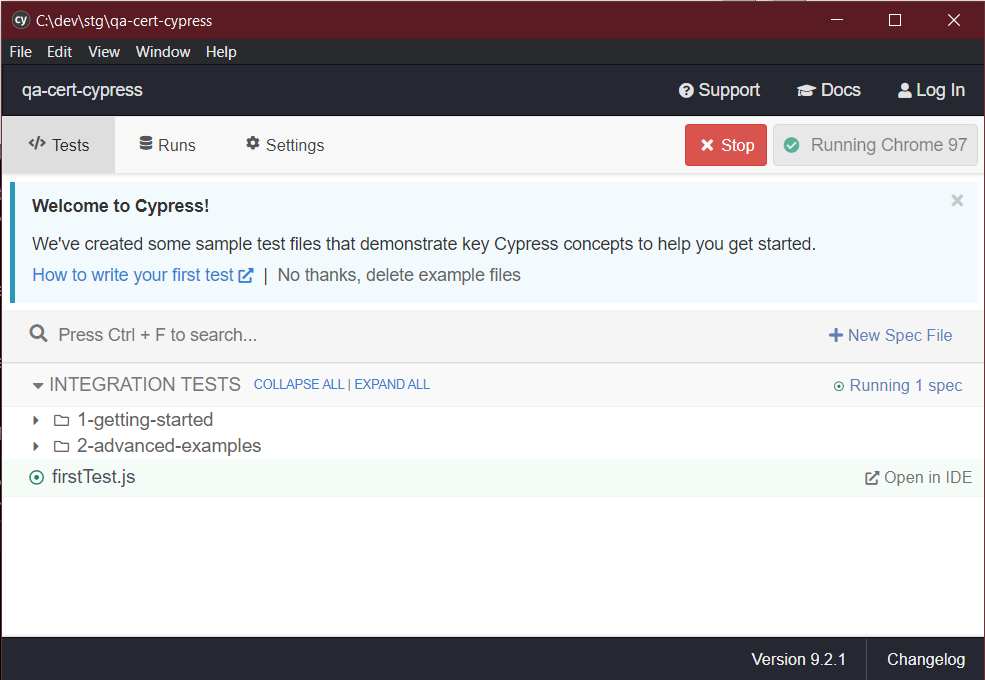 cy C:\dev\stg\qa-cert-cypress
File Edit View Window Help
qa-cert-cypress Support Docs Log In
Tests Runs Settings Stop Running Chrome 97
Welcome to Cypress!
We've created some sample test files that demonstrate key Cypress concepts to help you get started.
How to write your first test | No thanks, delete example files
Press Ctrl + F to search... New Spec File
INTEGRATION TESTS COLLAPSE ALL | EXPAND ALL Running 1 spec
1-getting-started
2-advanced-examples
firstTest.js Open in IDE
Version 9.2.1 Changelog